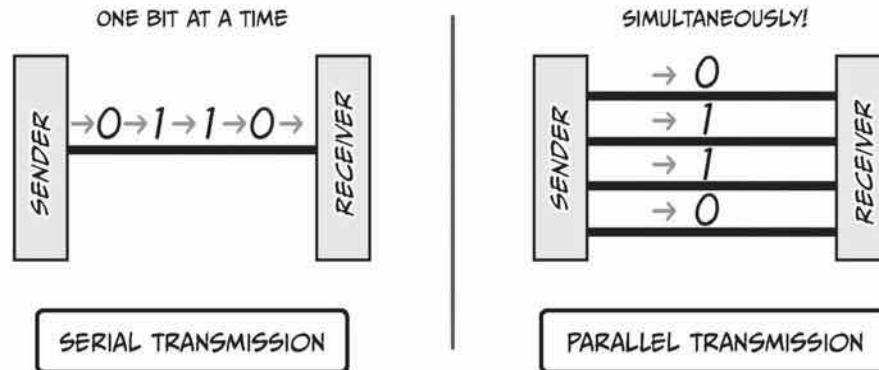 ONE BIT AT A TIME
SENDER
→0→1→1→0→
RECEIVER
SERIAL TRANSMISSION
SIMULTANEOUSLY!
SENDER
→ 0
→ 1
→ 1
→ 0
RECEIVER
PARALLEL TRANSMISSION